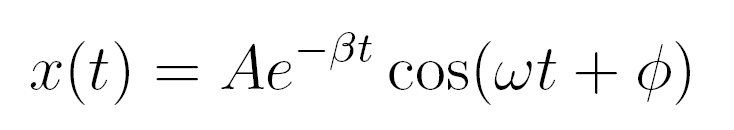 x(t) = Ae^{-βt} cos(ωt + ϕ)